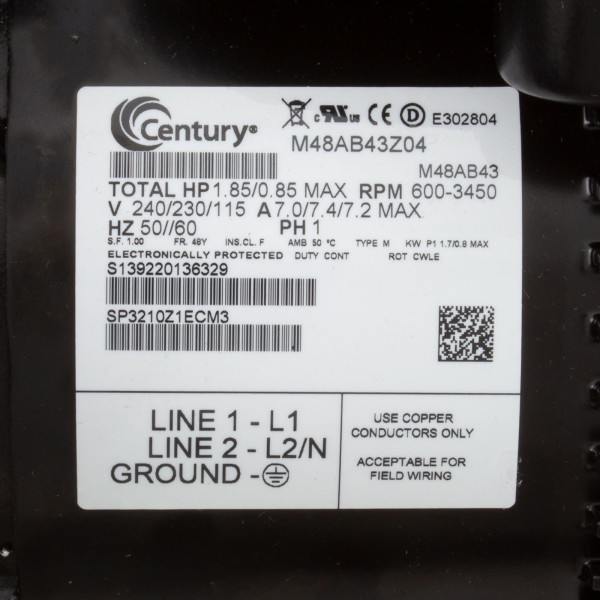 Century®
c RU us CE D E302804
M48AB43Z04
M48AB43
TOTAL HP 1.85/0.85 MAX RPM 600-3450
V 240/230/115 A 7.0/7.4/7.2 MAX
HZ 50//60 PH 1
S.F. 1.00 FR. 48Y INS.CL. F AMB 50 °C TYPE M KW P1 1.7/0.8 MAX
ELECTRONICALLY PROTECTED DUTY CONT ROT CWLE
S139220136329
SP3210Z1ECM3
LINE 1 - L1
LINE 2 - L2/N
GROUND -
USE COPPER
CONDUCTORS ONLY
ACCEPTABLE FOR
FIELD WIRING